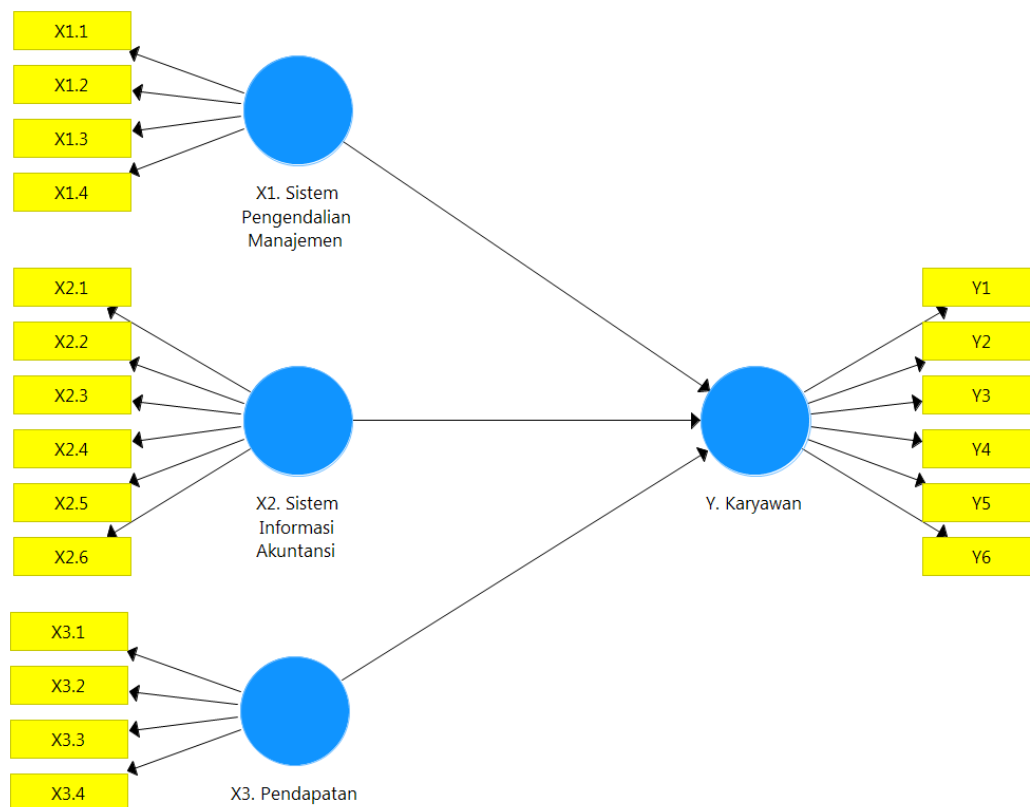 X1.1
X1.2
X1.3
X1.4
X1. Sistem
Pengendalian
Manajemen
X2.1
X2.2
X2.3
X2.4
X2.5
X2.6
X2. Sistem
Informasi
Akuntansi
X3.1
X3.2
X3.3
X3.4
X3. Pendapatan
Y. Karyawan
Y1
Y2
Y3
Y4
Y5
Y6